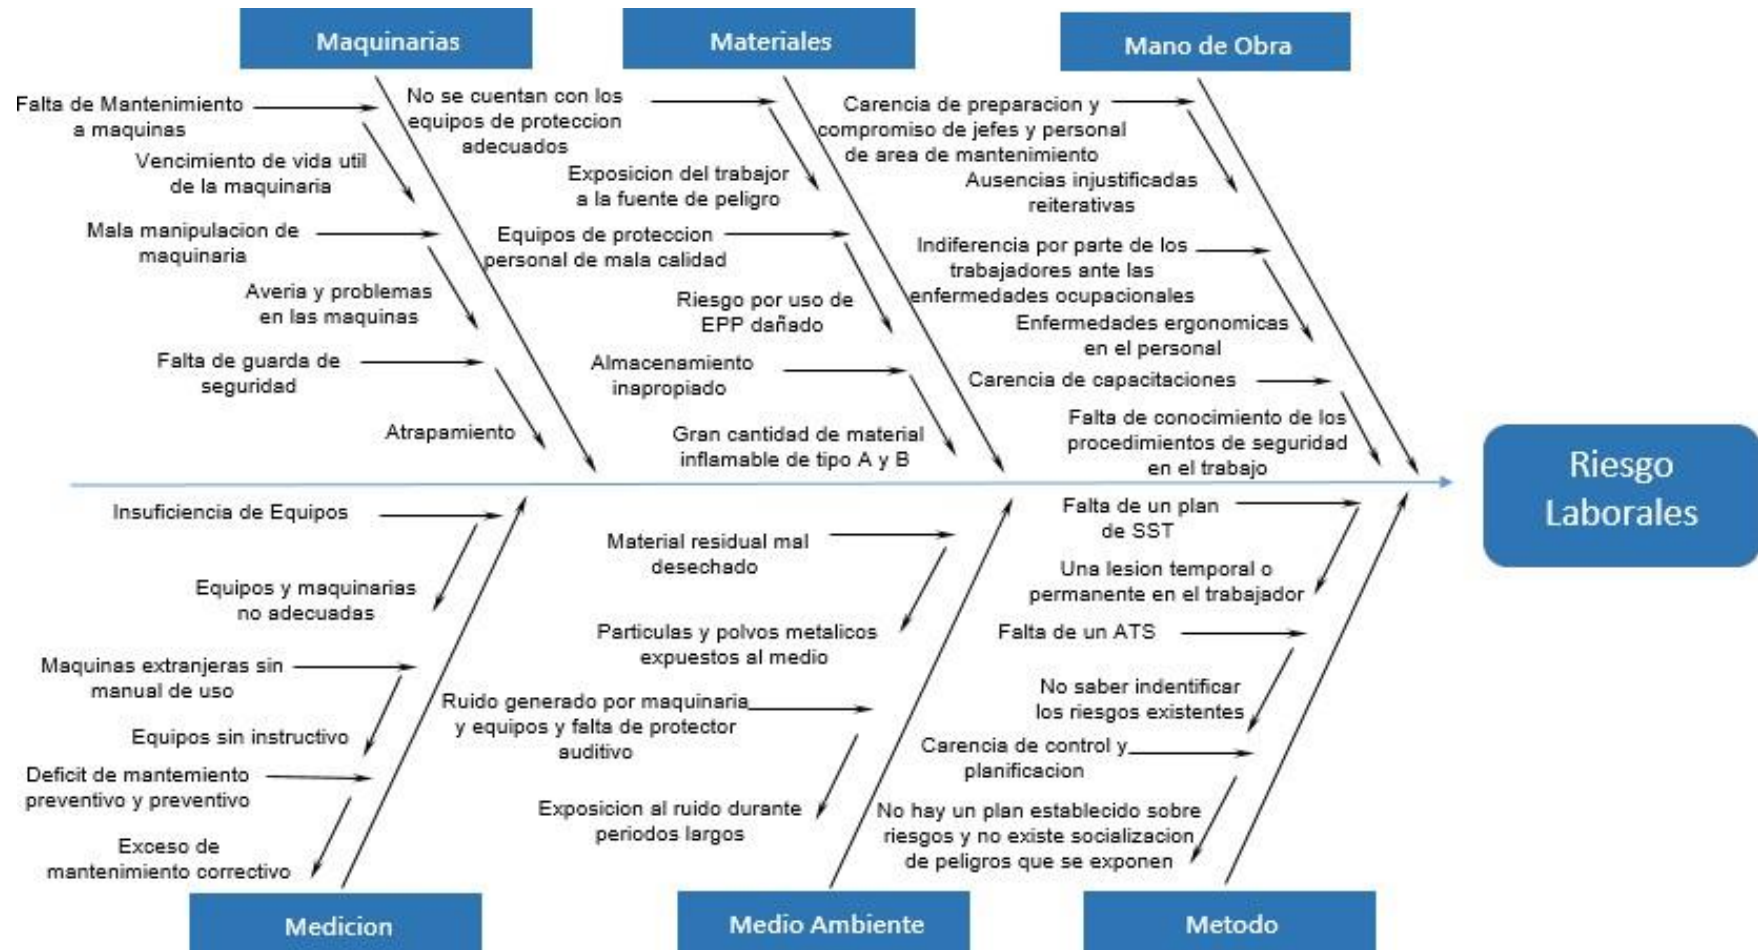 Maquinarias
Materiales
Mano de Obra
Falta de Mantenimiento
a maquinas
Vencimiento de vida util
de la maquinaria
Mala manipulacion de
maquinaria
Averia y problemas
en las maquinas
Falta de guarda de
seguridad
Atrapamiento
No se cuentan con los
equipos de proteccion
adecuados
Exposicion del trabajor
a la fuente de peligro
Equipos de proteccion
personal de mala calidad
Riesgo por uso de
EPP dañado
Almacenamiento
inapropiado
Gran cantidad de material
inflamable de tipo A y B
Carencia de preparacion y
compromiso de jefes y personal
de area de mantenimiento
Ausencias injustificadas
reiterativas
Indiferencia por parte de los
trabajadores ante las
enfermedades ocupacionales
Enfermedades ergonomicas
en el personal
Carencia de capacitaciones
Falta de conocimiento de los
procedimientos de seguridad
en el trabajo
Riesgo
Laborales
Insuficiencia de Equipos
Equipos y maquinarias
no adecuadas
Maquinas extranjeras sin
manual de uso
Equipos sin instructivo
Deficit de mantemiento
preventivo y preventivo
Exceso de
mantenimiento correctivo
Material residual mal
desechado
Particulas y polvos metalicos
expuestos al medio
Ruido generado por maquinaria
y equipos y falta de protector
auditivo
Exposicion al ruido durante
periodos largos
Falta de un plan
de SST
Una lesion temporal o
permanente en el trabajador
Falta de un ATS
No saber indentificar
los riesgos existentes
Carencia de control y
planificacion
No hay un plan establecido sobre
riesgos y no existe socializacion
de peligros que se exponen
Medicion
Medio Ambiente
Metodo